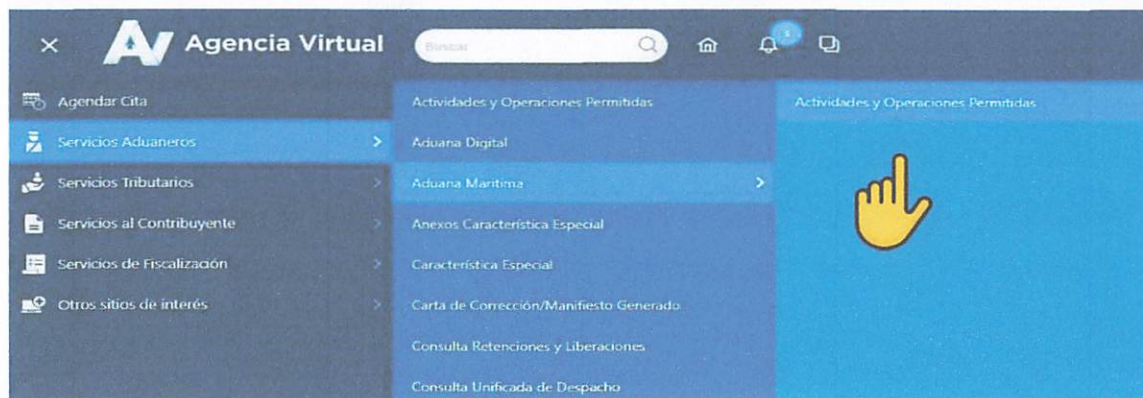 Agencia Virtual
Buscar
Agendar Cita
Servicios Aduaneros
Servicios Tributarios
Servicios al Contribuyente
Servicios de Fiscalización
Otros sitios de interés
Actividades y Operaciones Permitidas
Aduana Digital
Aduana Maritima
Anexos Característica Especial
Característica Especial
Carta de Corrección/Manifiesto Generado
Consulta Retenciones y Liberaciones
Consulta Unificada de Despacho
Actividades y Operaciones Permitidas